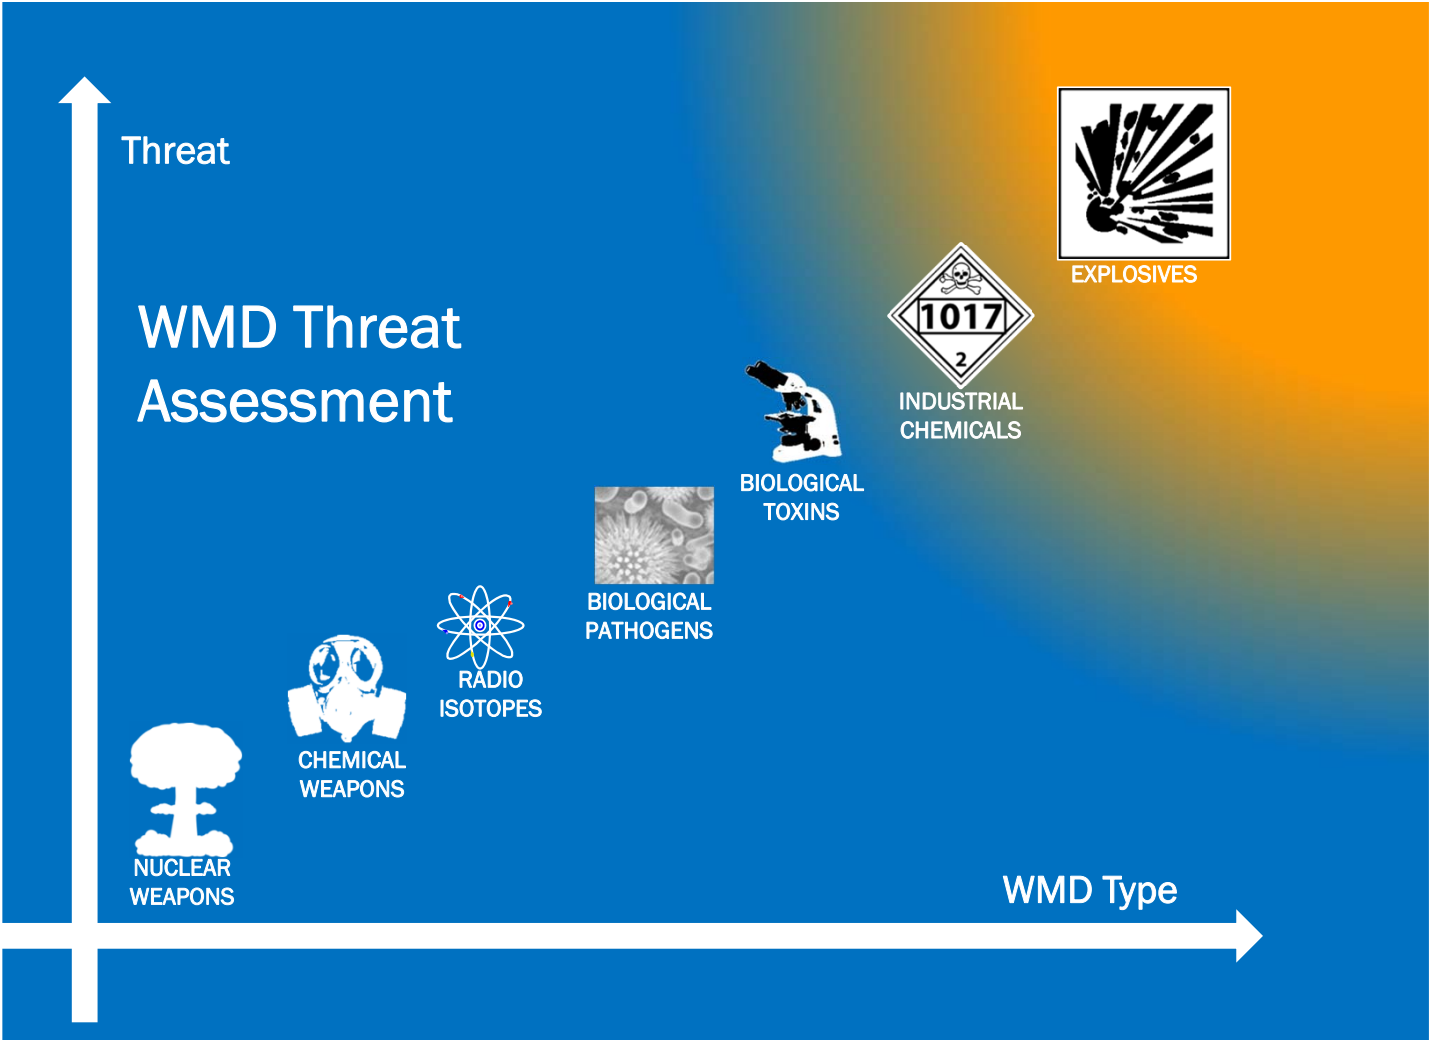 Threat
WMD Threat
Assessment
EXPLOSIVES
1017
2
INDUSTRIAL
CHEMICALS
BIOLOGICAL
TOXINS
BIOLOGICAL
PATHOGENS
RADIO
ISOTOPES
CHEMICAL
WEAPONS
NUCLEAR
WEAPONS
WMD Type